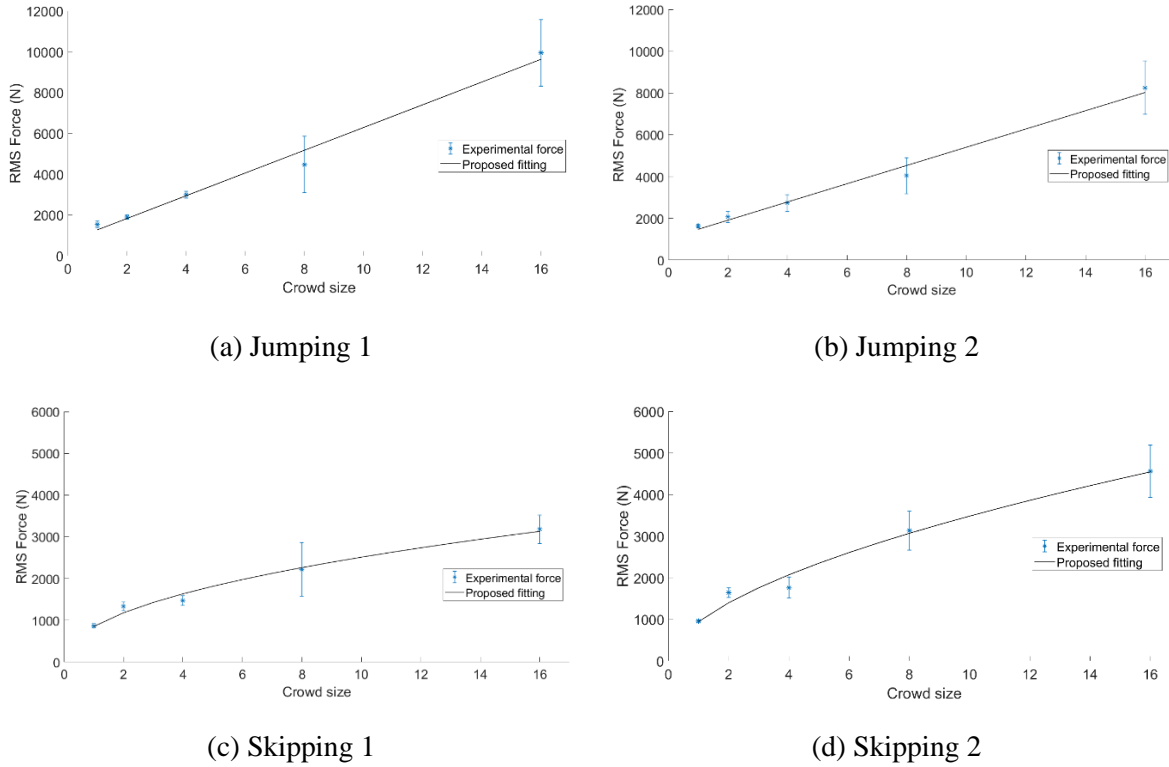 12000
10000
8000
6000
4000
2000
0
RMS Force (N)
Experimental force
Proposed fitting
0 2 4 6 8 10 12 14 16
Crowd size
(a) Jumping 1
12000
10000
8000
6000
4000
2000
0
RMS Force (N)
Experimental force
Proposed fitting
0 2 4 6 8 10 12 14 16
Crowd size
(b) Jumping 2
6000
5000
4000
3000
2000
1000
0
RMS Force (N)
Experimental force
Proposed fitting
0 2 4 6 8 10 12 14 16
Crowd size
(c) Skipping 1
6000
5000
4000
3000
2000
1000
0
RMS Force (N)
Experimental force
Proposed fitting
0 2 4 6 8 10 12 14 16
Crowd size
(d) Skipping 2